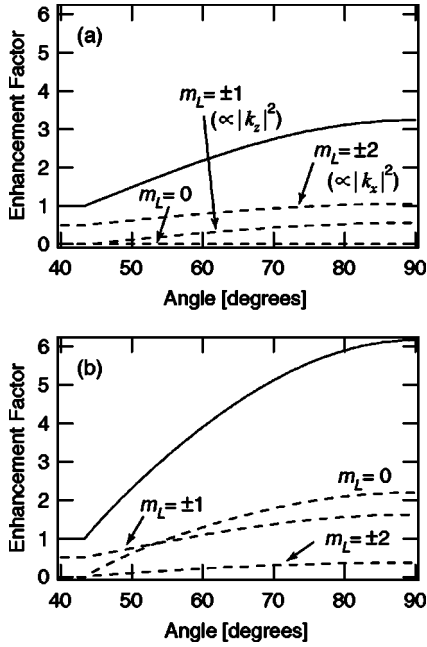 6
5
4
3
2
1
0
Enhancement Factor
(a)
m_L = ±1
(∝|k_z|²)
m_L = ±2
(∝|k_x|²)
m_L = 0
40 50 60 70 80 90
Angle [degrees]
6
5
4
3
2
1
0
Enhancement Factor
(b)
m_L = 0
m_L = ±1
m_L = ±2
40 50 60 70 80 90
Angle [degrees]